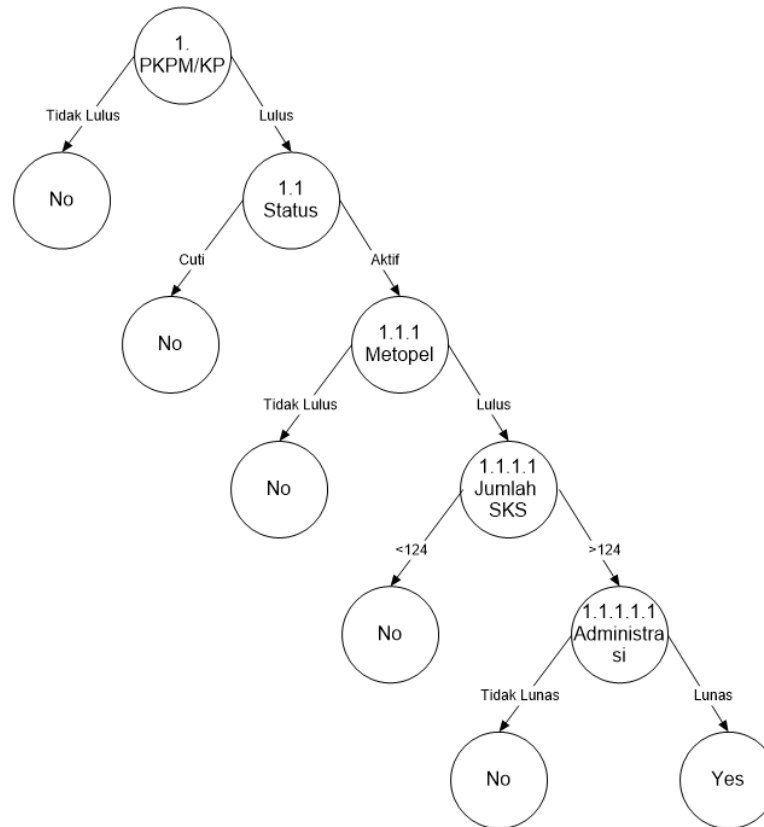 1.
PKPM/KP
Tidak Lulus
Lulus
No
1.1
Status
Cuti
Aktif
No
1.1.1
Metopel
Tidak Lulus
Lulus
No
1.1.1.1
Jumlah
SKS
<124
>124
No
1.1.1.1.1
Administra
si
Tidak Lunas
Lunas
No
Yes